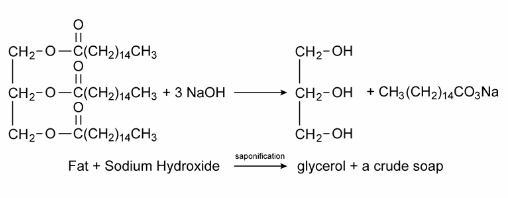 O
CH2-O-C(CH2)14CH3 CH2-OH
O
CH2-O-C(CH2)14CH3 + 3 NaOH CH2-OH + CH3(CH2)14CO3Na
O
CH2-O-C(CH2)14CH3 CH2-OH
saponification
Fat + Sodium Hydroxide glycerol + a crude soap